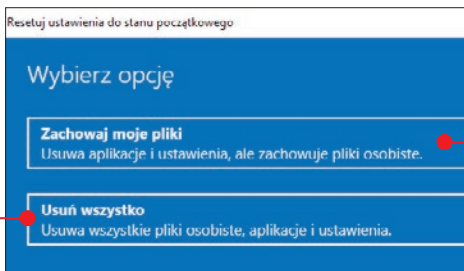 Resetuj ustawienia do stanu początkowego
Wybierz opcję
Zachowaj moje pliki
Usuwa aplikacje i ustawienia, ale zachowuje pliki osobiste.
Usuń wszystko
Usuwa wszystkie pliki osobiste, aplikacje i ustawienia.